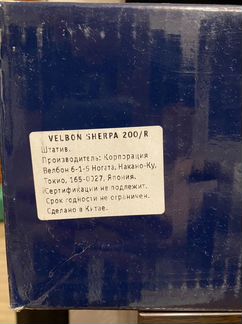 VELBON SHERPA 200/R
Штатив.
Производитель: Корпорация
Велбон 6-1-5 Ногата, Накано-Ку,
Токио, 165-0027, Япония.
Сертификации не подлежит.
Срок годности не ограничен.
Сделано в Китае.